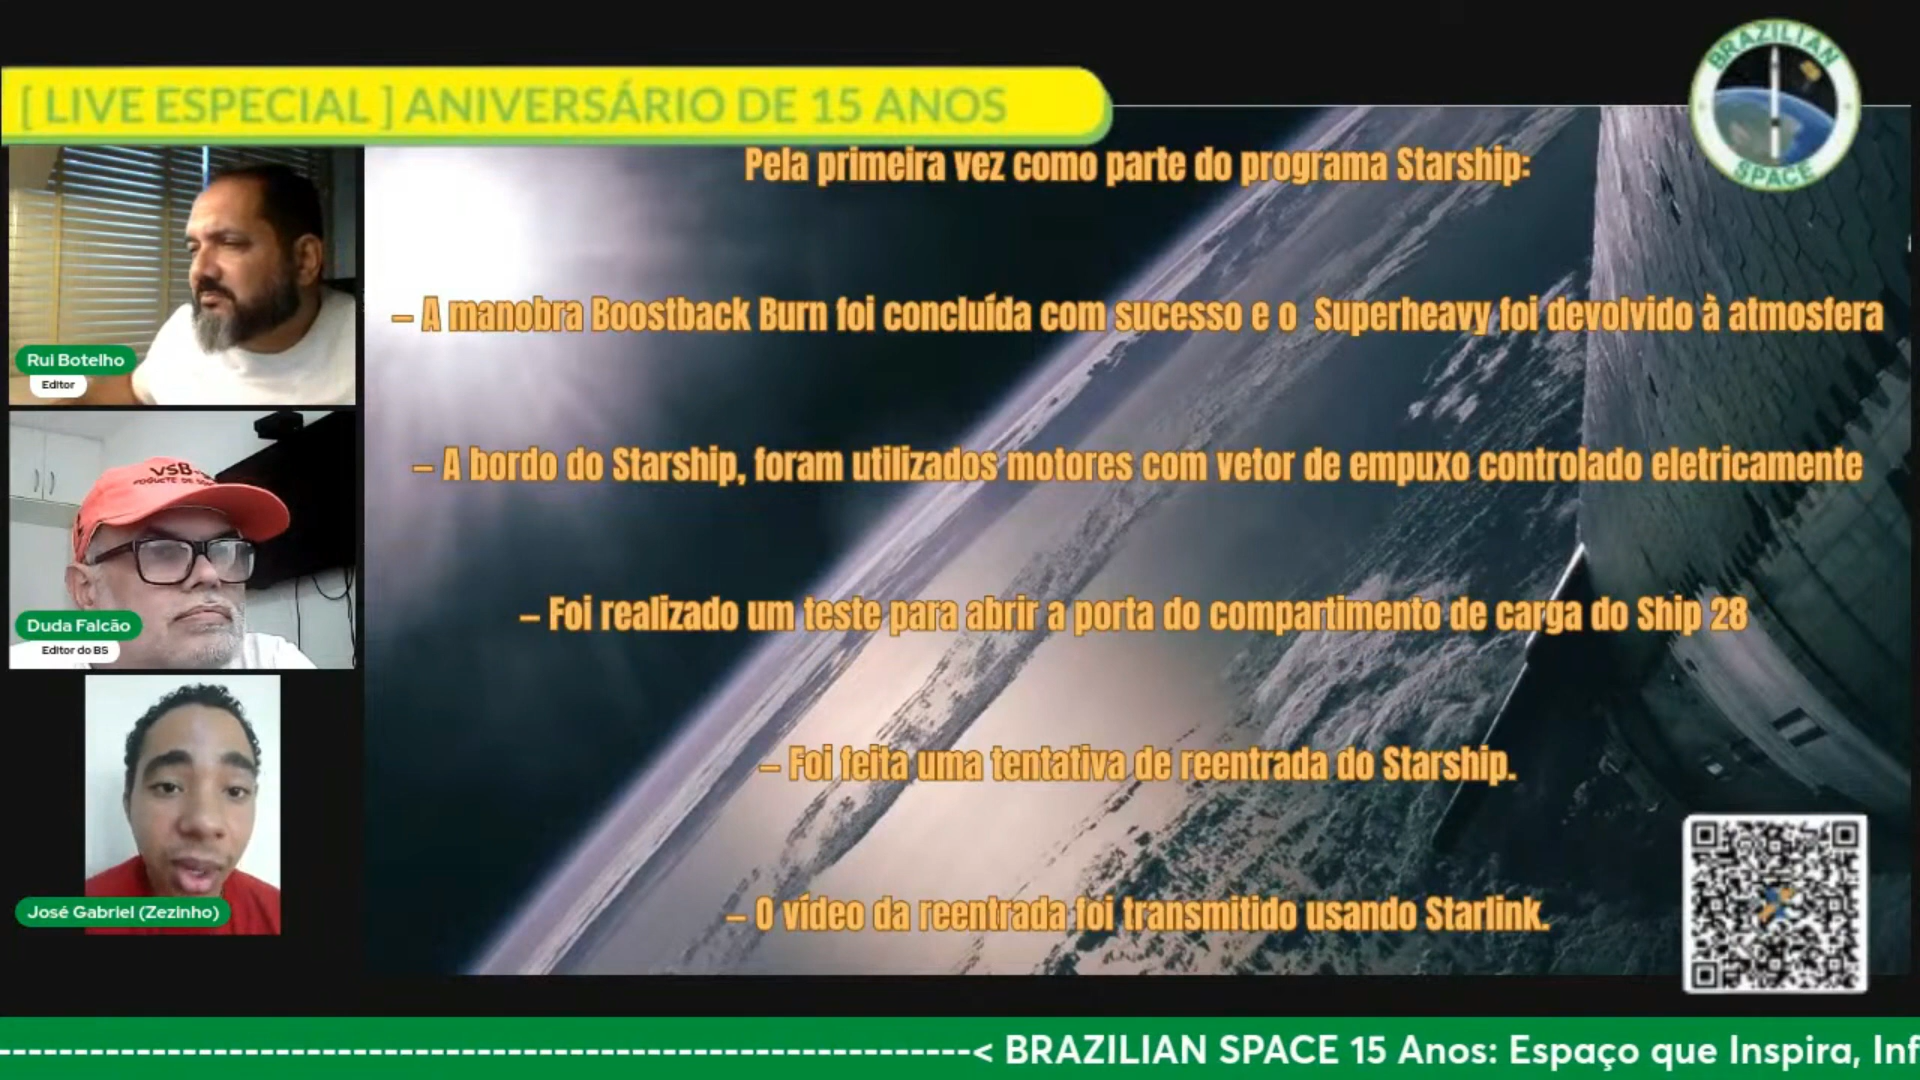 [ LIVE ESPECIAL ] ANIVERSÁRIO DE 15 ANOS
BRAZILIAN
SPACE
Pela primeira vez como parte do programa Starship:
– A manobra Boostback Burn foi concluída com sucesso e o Superheavy foi devolvido à atmosfera
– A bordo do Starship, foram utilizados motores com vetor de empuxo controlado eletricamente
– Foi realizado um teste para abrir a porta do compartimento de carga do Ship 28
– Foi feita uma tentativa de reentrada do Starship.
– O vídeo da reentrada foi transmitido usando Starlink.
Rui Botelho
Editor
VSB
Duda Falcão
Editor do BS
José Gabriel (Zezinho)
< BRAZILIAN SPACE 15 Anos: Espaço que Inspira, Inf